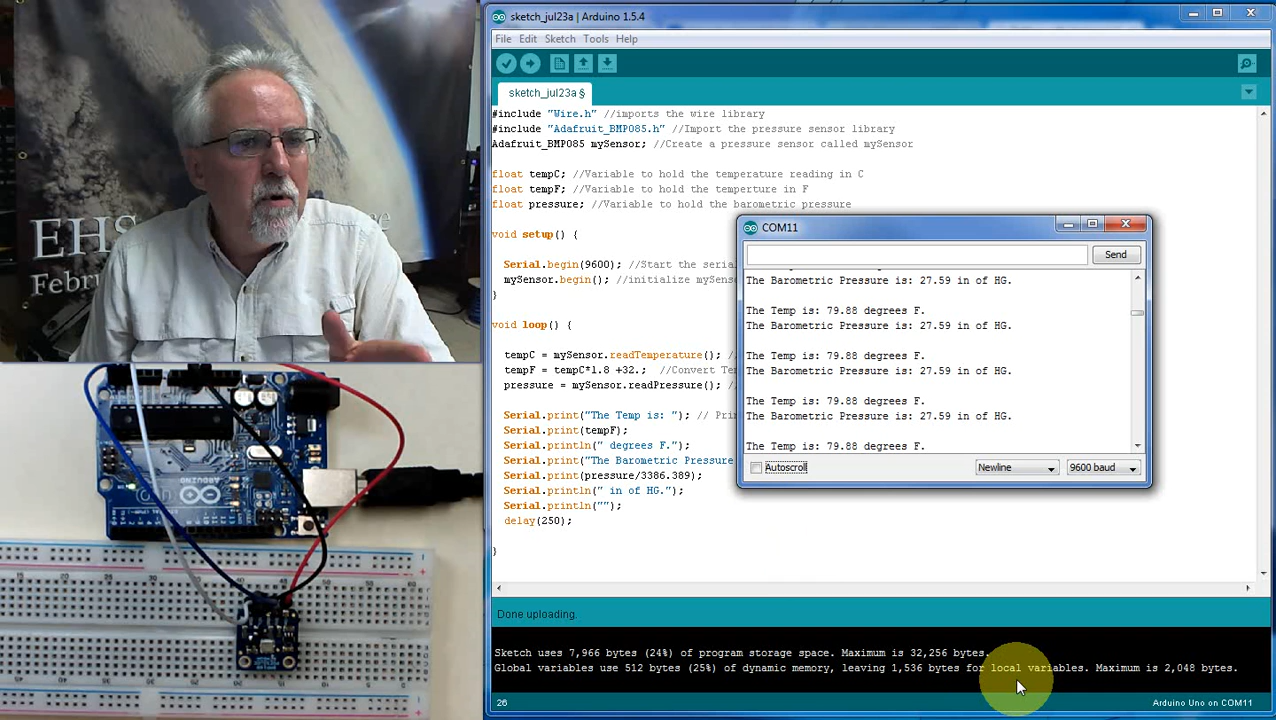 EHS
Februa
sketch_jul23a | Arduino 1.5.4
File Edit Sketch Tools Help
sketch_jul23a §
#include "Wire.h" //imports the wire library
#include "Adafruit_BMP085.h" //Import the pressure sensor library
Adafruit_BMP085 mySensor; //Create a pressure sensor called mySensor
float tempC; //Variable to hold the temperature reading in C
float tempF; //Variable to hold the temperture in F
float pressure; //Variable to hold the barometric pressure
void setup() {
Serial.begin(9600); //Start the seria
mySensor.begin(); //initialize mySens
}
void loop() {
tempC = mySensor.readTemperature(); //
tempF = tempC*1.8 +32.; //Convert Tem
pressure = mySensor.readPressure(); //
Serial.print("The Temp is: "); // Prin
Serial.print(tempF);
Serial.println(" degrees F.");
Serial.print("The Barometric Pressure
Serial.print(pressure/3386.389);
Serial.println(" in of HG.");
Serial.println("");
delay(250);
}
COM11
Send
The Barometric Pressure is: 27.59 in of HG.
The Temp is: 79.88 degrees F.
The Barometric Pressure is: 27.59 in of HG.
The Temp is: 79.88 degrees F.
The Barometric Pressure is: 27.59 in of HG.
The Temp is: 79.88 degrees F.
The Barometric Pressure is: 27.59 in of HG.
The Temp is: 79.88 degrees F.
Autoscroll Newline 9600 baud
Done uploading.
Sketch uses 7,966 bytes (24%) of program storage space. Maximum is 32,256 bytes.
Global variables use 512 bytes (25%) of dynamic memory, leaving 1,536 bytes for local variables. Maximum is 2,048 bytes.
26 Arduino Uno on COM11